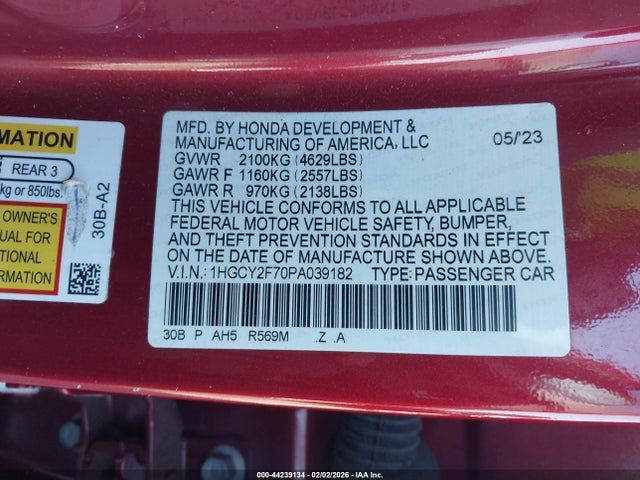 MATION
REAR 3
kg or 850lbs.
OWNER'S
UAL FOR
TIONAL
RMATION
30B-A2
MFD. BY HONDA DEVELOPMENT &
MANUFACTURING OF AMERICA, LLC 05/23
GVWR 2100KG (4629LBS)
GAWR F 1160KG (2557LBS)
GAWR R 970KG (2138LBS)
THIS VEHICLE CONFORMS TO ALL APPLICABLE
FEDERAL MOTOR VEHICLE SAFETY, BUMPER,
AND THEFT PREVENTION STANDARDS IN EFFECT
ON THE DATE OF MANUFACTURE SHOWN ABOVE.
V.I.N.: 1HGCY2F70PA039182 TYPE: PASSENGER CAR
30B P AH5 R569M .Z .A
000-44239134 - 02/02/2026 - IAA Inc.